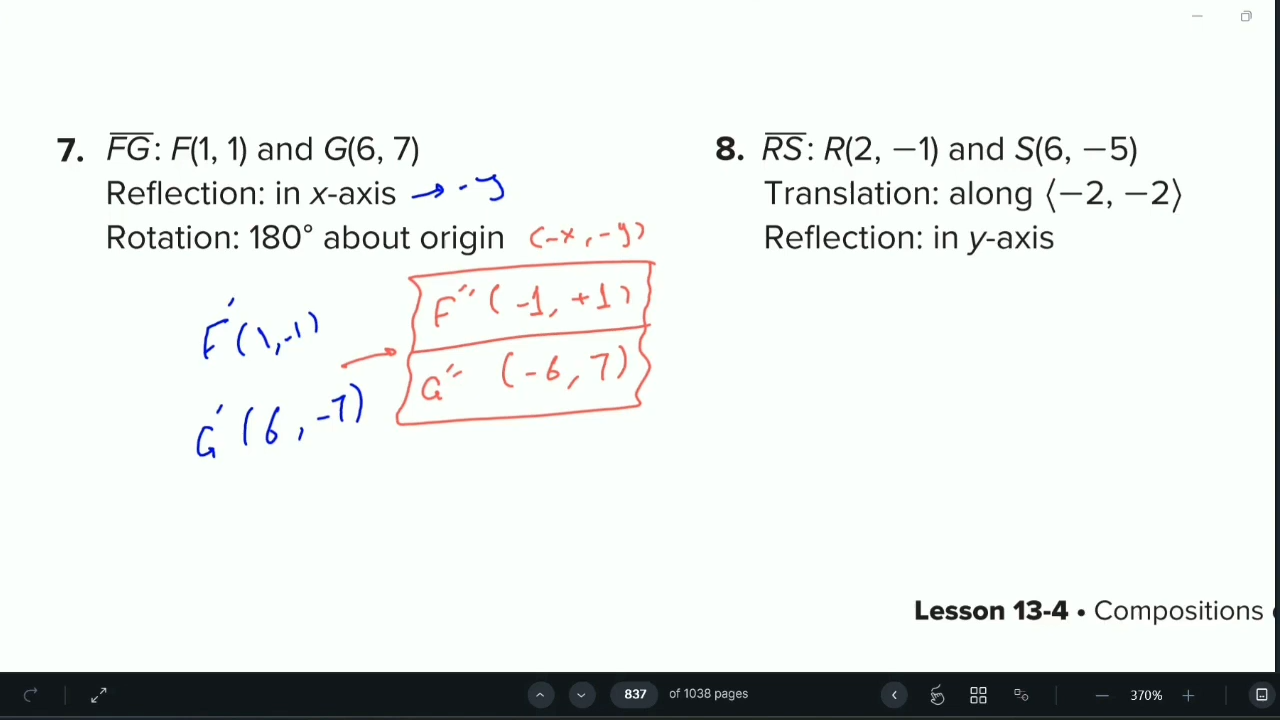 7. FG: F(1, 1) and G(6, 7)
Reflection: in x-axis → -y
Rotation: 180° about origin (-x, -y)
F'(1, -1)
G'(6, -7)
F''(-1, +1)
G''(-6, 7)
8. RS: R(2, −1) and S(6, −5)
Translation: along ⟨−2, −2⟩
Reflection: in y-axis
Lesson 13-4 • Compositions
837 of 1038 pages
370%